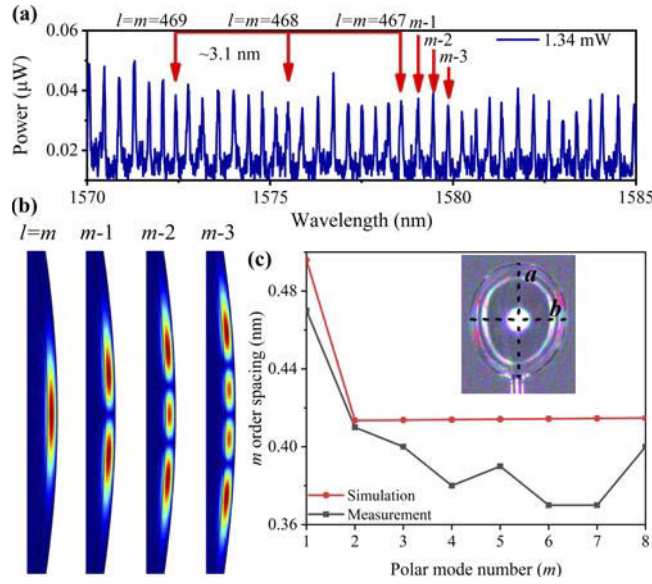 (a)
l=m=469
l=m=468
l=m=467
m-1
m-2
m-3
~3.1 nm
1.34 mW
0.06
0.04
0.02
Power (µW)
1570
1575
1580
1585
Wavelength (nm)
(b)
l=m
m-1
m-2
m-3
(c)
a
b
0.48
0.44
0.40
0.36
m order spacing (nm)
Simulation
Measurement
1 2 3 4 5 6 7 8
Polar mode number (m)